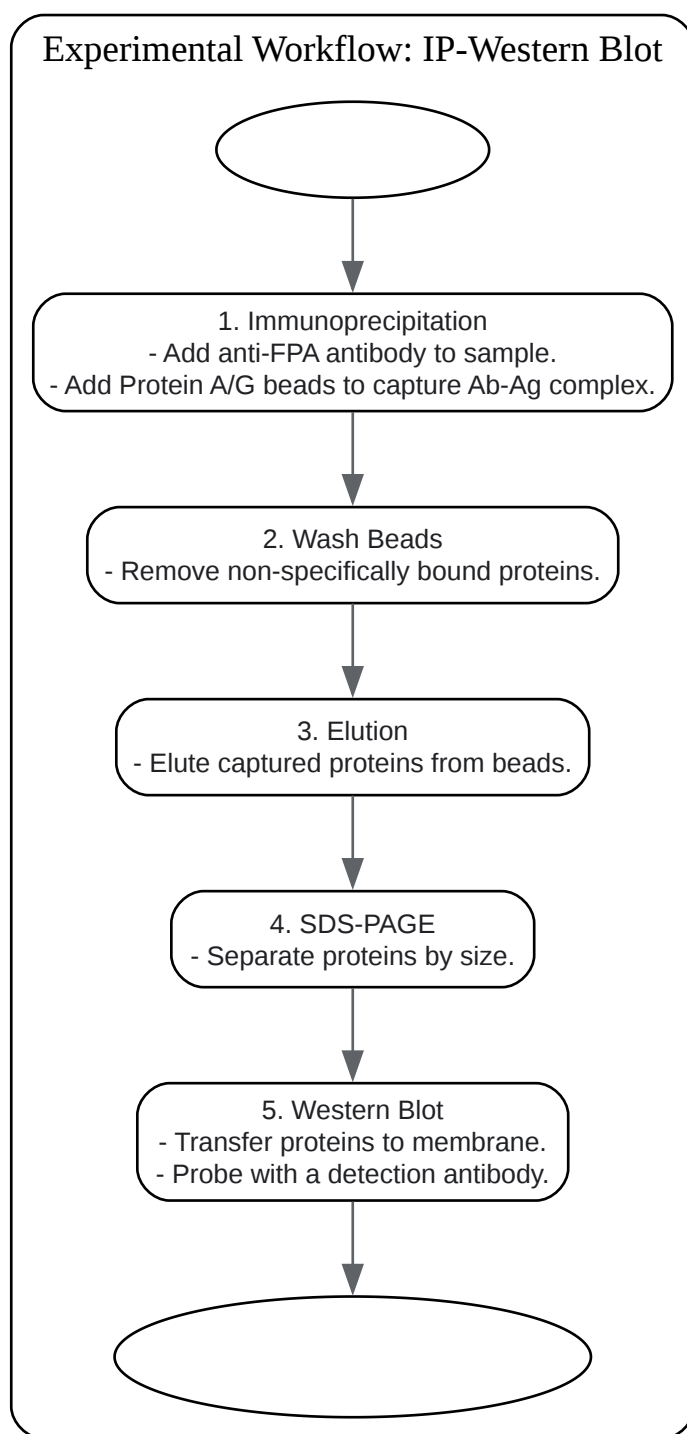 Experimental Workflow: IP-Western Blot
1. Immunoprecipitation
- Add anti-FPA antibody to sample.
- Add Protein A/G beads to capture Ab-Ag complex.
2. Wash Beads
- Remove non-specifically bound proteins.
3. Elution
- Elute captured proteins from beads.
4. SDS-PAGE
- Separate proteins by size.
5. Western Blot
- Transfer proteins to membrane.
- Probe with a detection antibody.